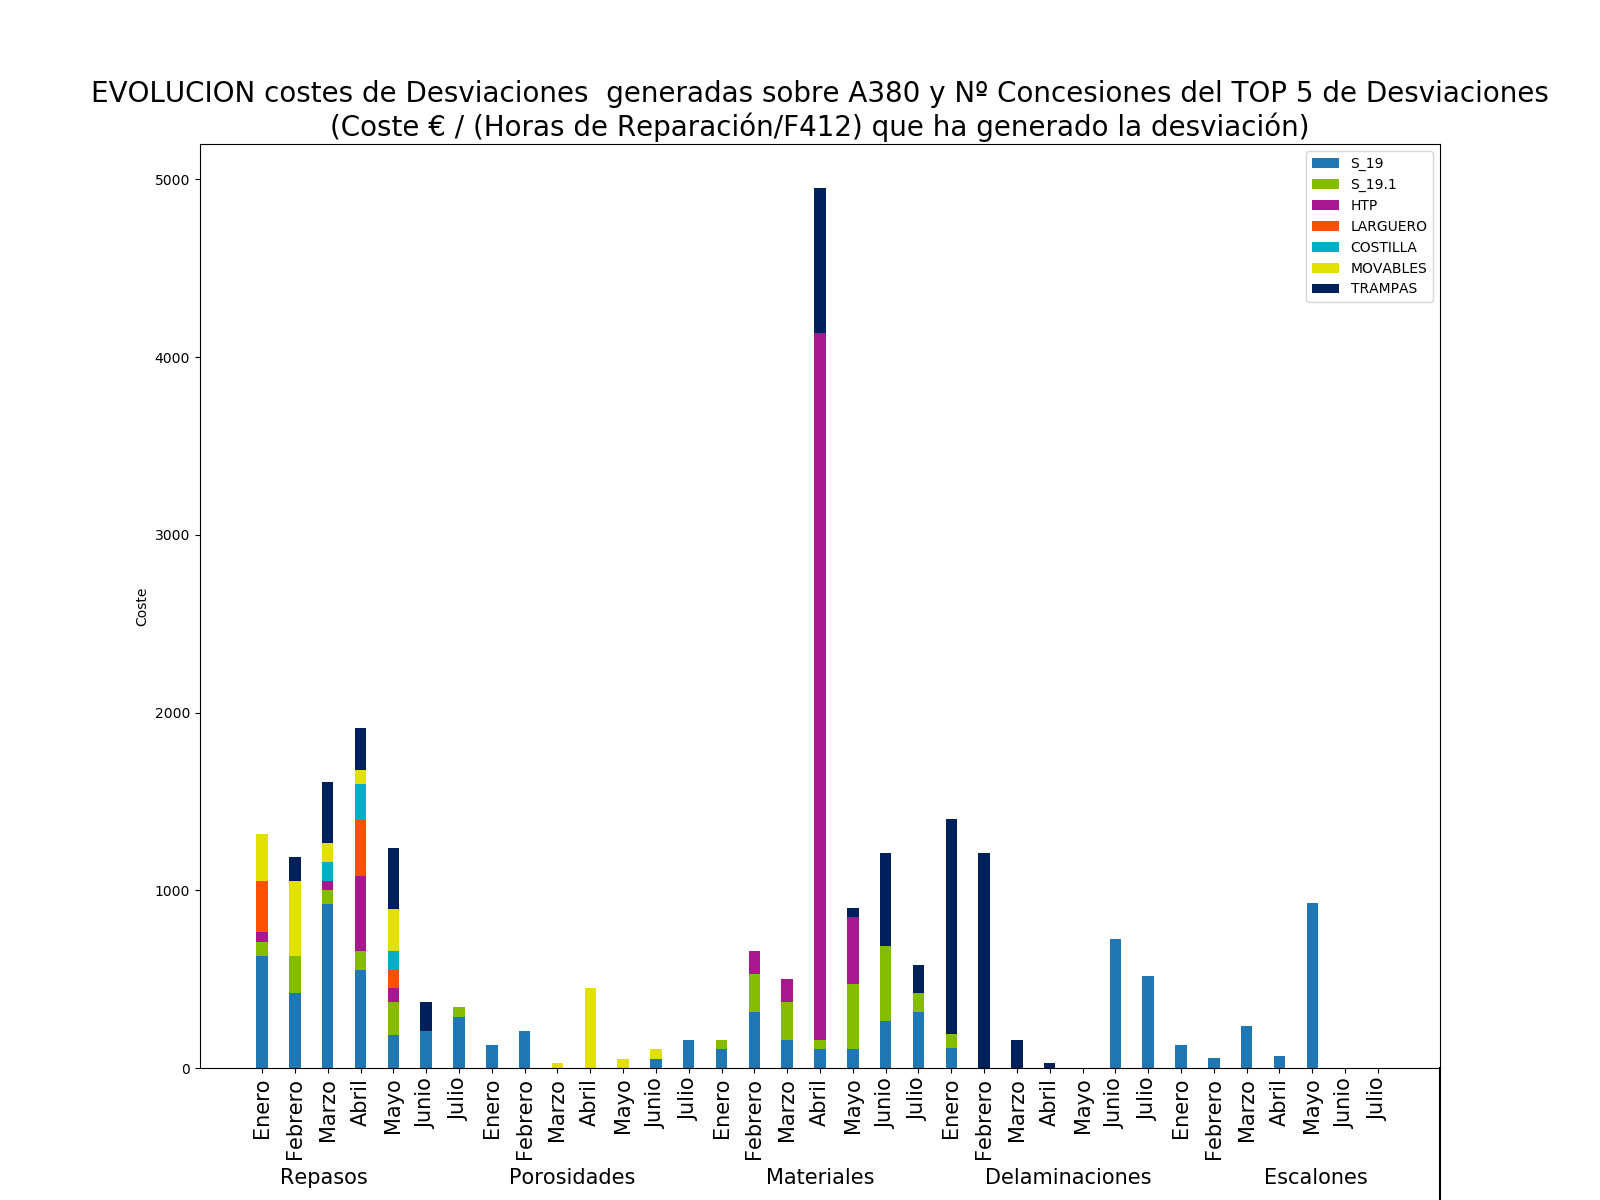 EVOLUCION costes de Desviaciones  generadas sobre A380 y Nº Concesiones del TOP 5 de Desviaciones
(Coste € / (Horas de Reparación/F412) que ha generado la desviación)
S_19
S_19.1
HTP
LARGUERO
COSTILLA
MOVABLES
TRAMPAS
5000
4000
3000
2000
1000
0
Coste
Enero
Febrero
Marzo
Abril
Mayo
Junio
Julio
Enero
Febrero
Marzo
Abril
Mayo
Junio
Julio
Enero
Febrero
Marzo
Abril
Mayo
Junio
Julio
Enero
Febrero
Marzo
Abril
Mayo
Junio
Julio
Enero
Febrero
Marzo
Abril
Mayo
Junio
Julio
Repasos
Porosidades
Materiales
Delaminaciones
Escalones